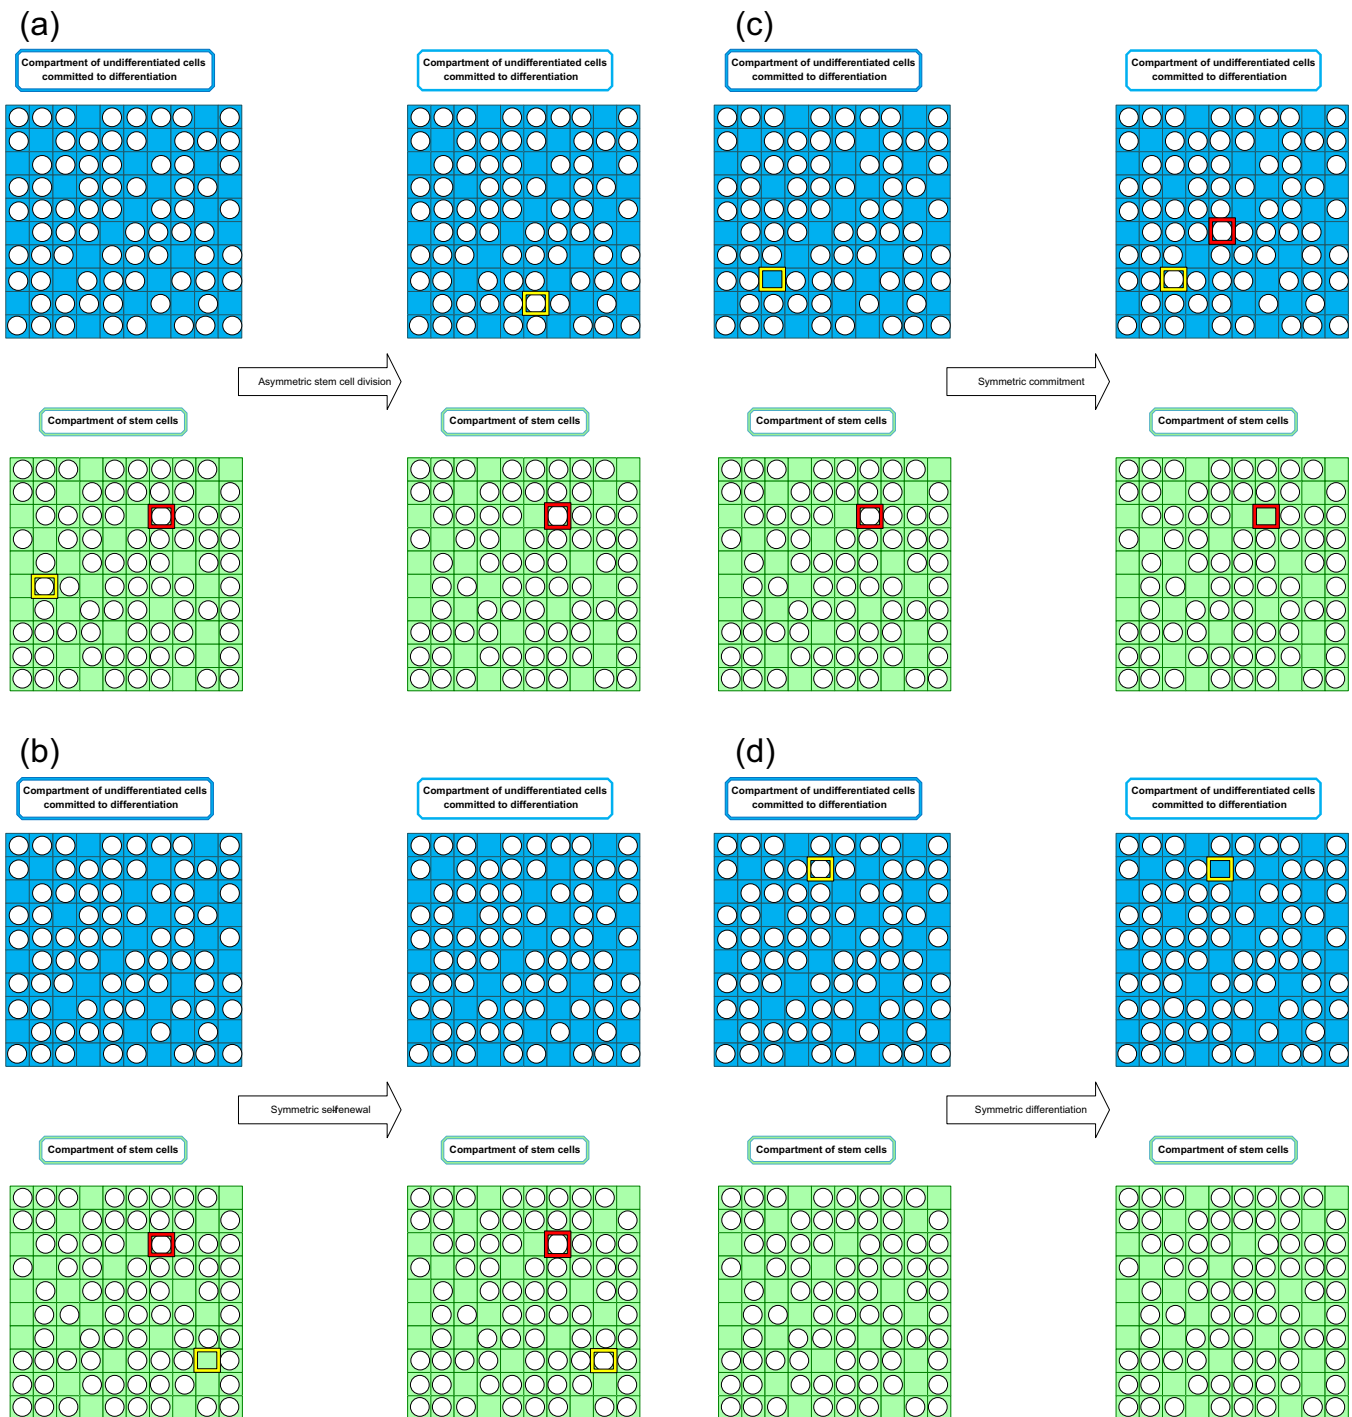 (a)
Compartment of undifferentiated cells
committed to differentiation
Compartment of undifferentiated cells
committed to differentiation
Asymmetric stem cell division
Compartment of stem cells
Compartment of stem cells
(c)
Compartment of undifferentiated cells
committed to differentiation
Compartment of undifferentiated cells
committed to differentiation
Symmetric commitment
Compartment of stem cells
Compartment of stem cells
(b)
Compartment of undifferentiated cells
committed to differentiation
Compartment of undifferentiated cells
committed to differentiation
Symmetric self-renewal
Compartment of stem cells
Compartment of stem cells
(d)
Compartment of undifferentiated cells
committed to differentiation
Compartment of undifferentiated cells
committed to differentiation
Symmetric differentiation
Compartment of stem cells
Compartment of stem cells